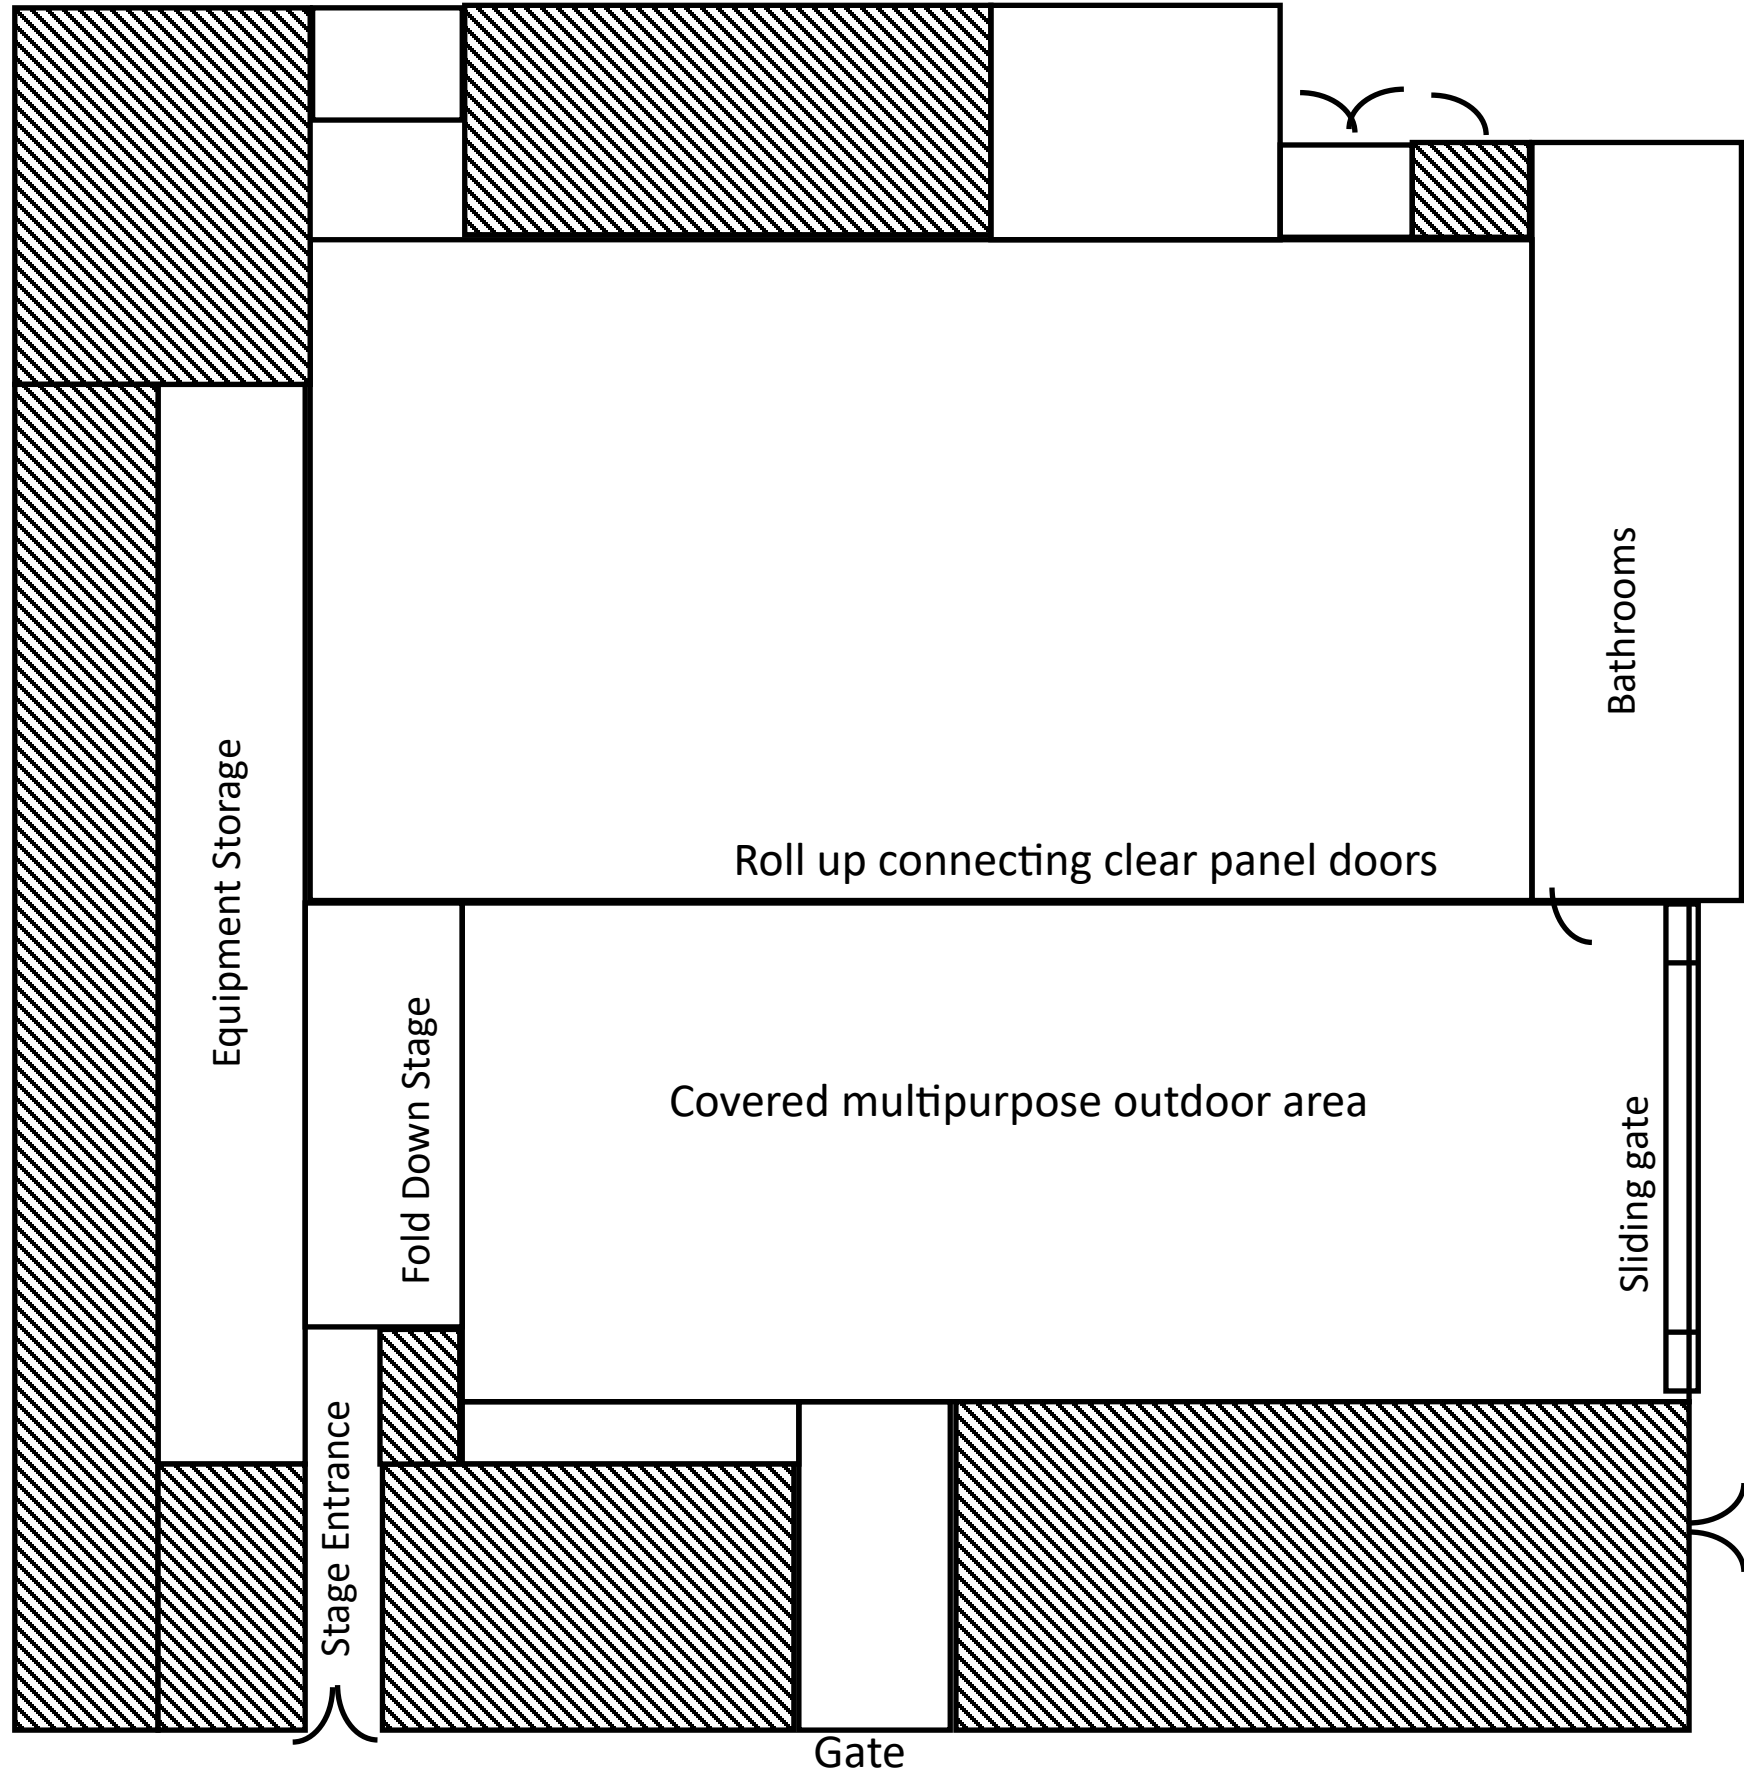 Bathrooms
Equipment Storage
Roll up connecting clear panel doors
Fold Down Stage
Covered multipurpose outdoor area
Sliding gate
Stage Entrance
Gate